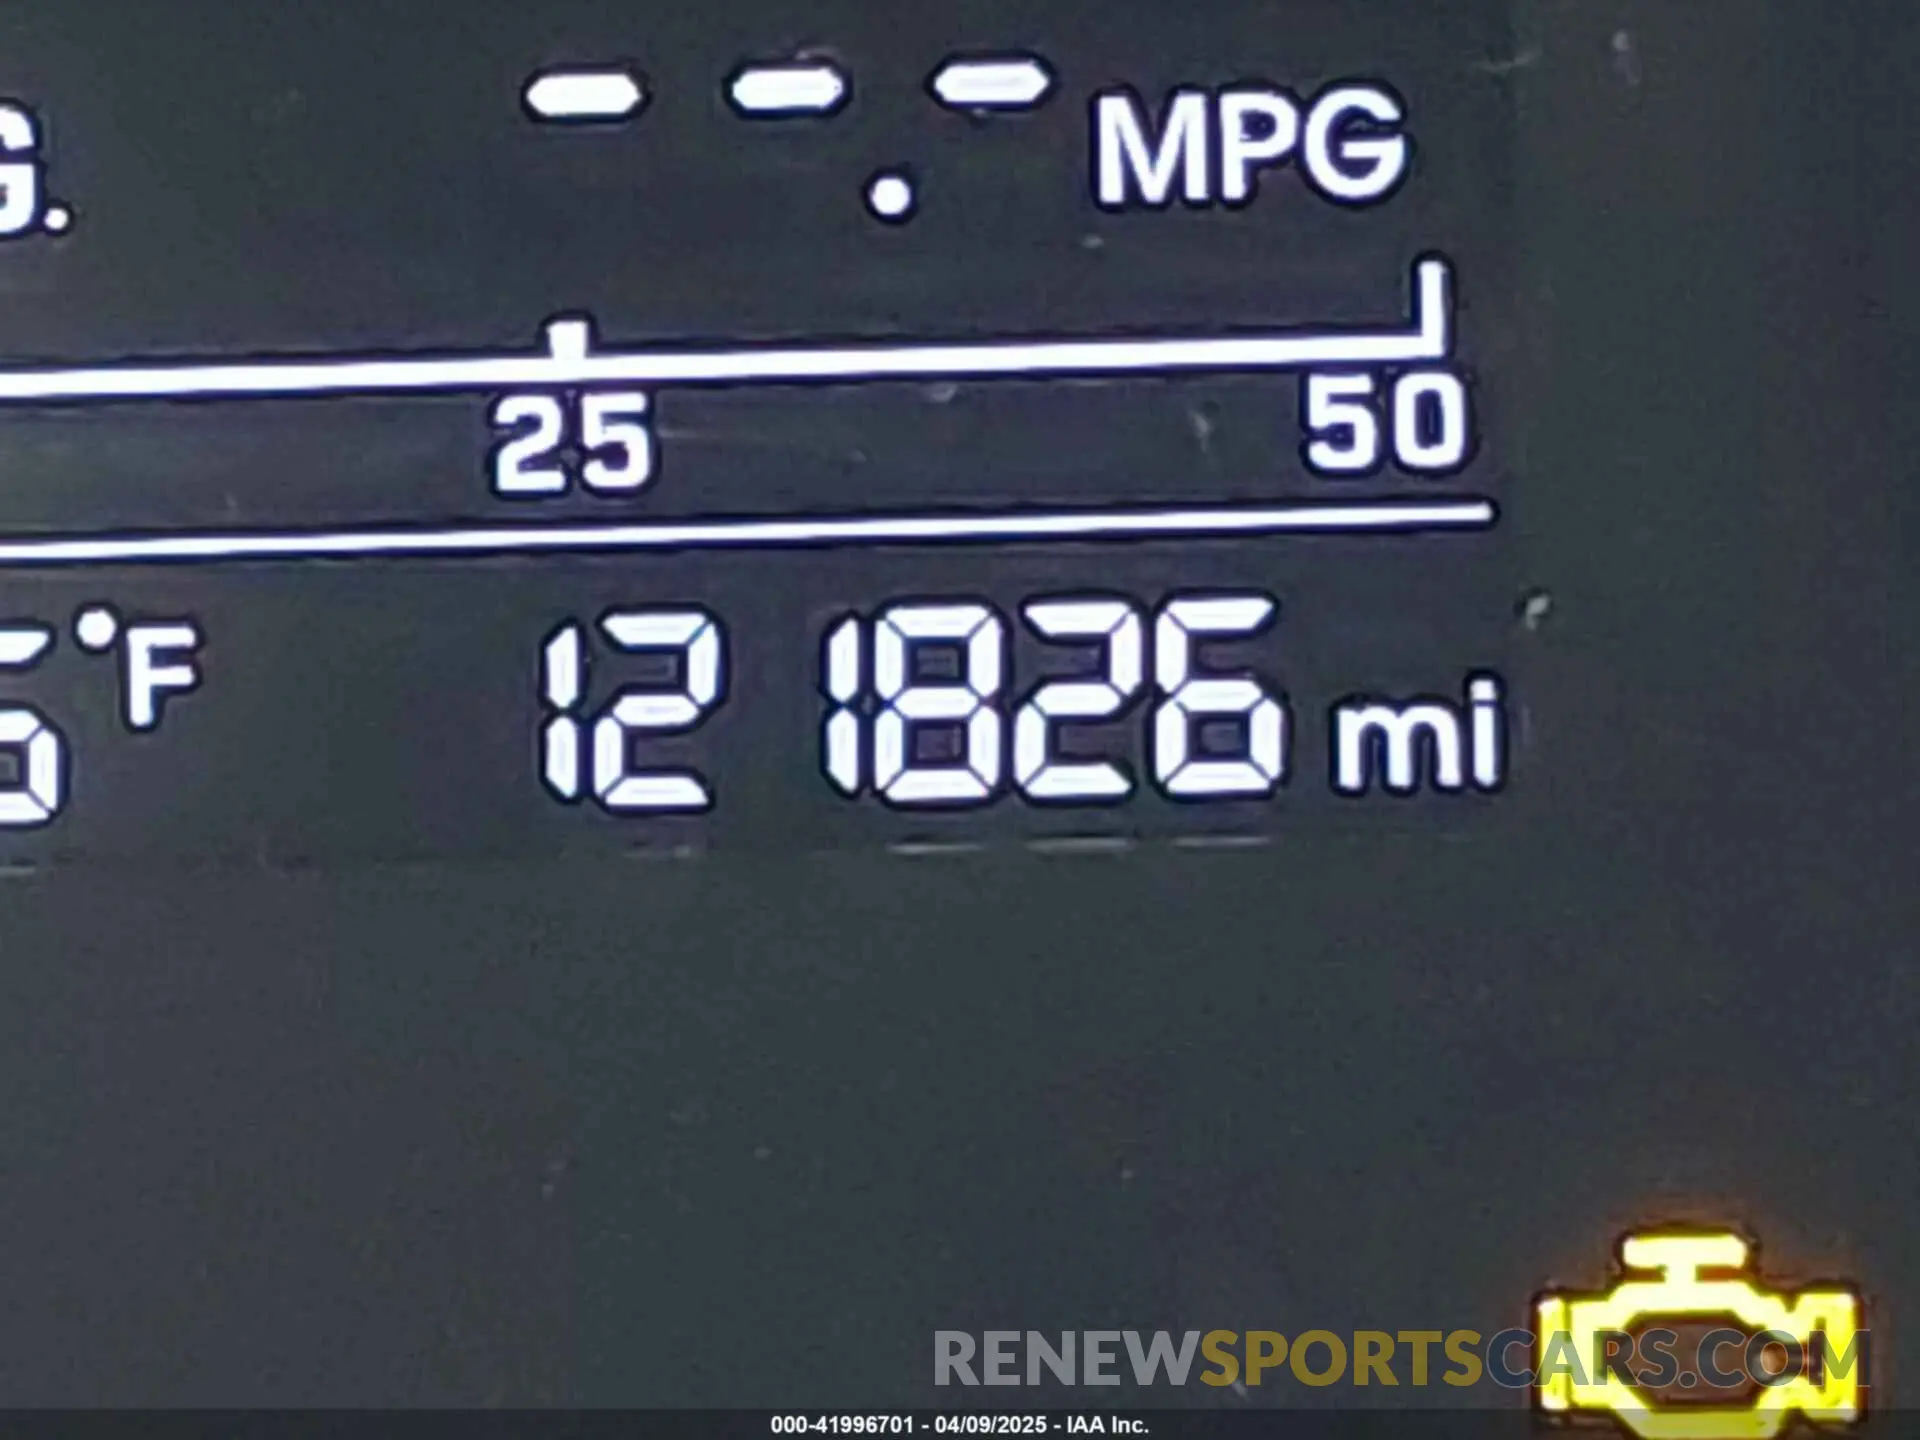 G. --.- MPG
25 50
°F 121826 mi
RENEWSPORTSCARS.COM
000-41996701 - 04/09/2025 - IAA Inc.